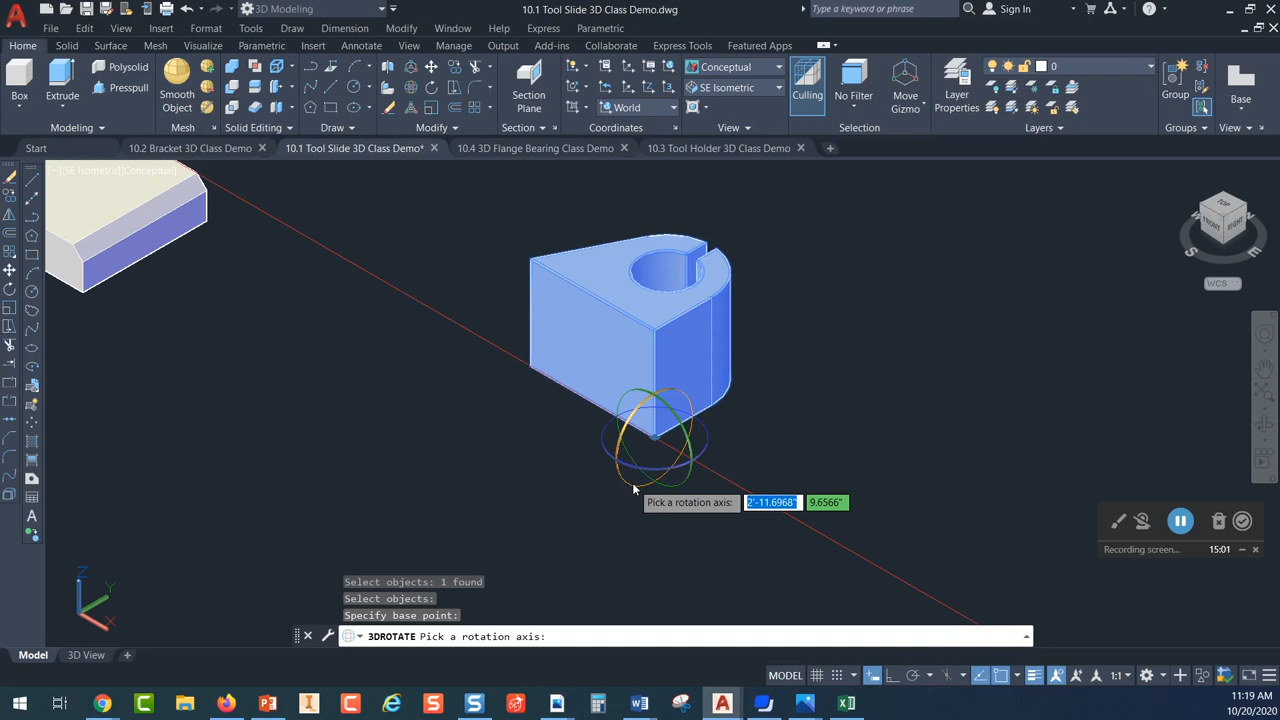 3D Modeling
10.1 Tool Slide 3D Class Demo.dwg
Type a keyword or phrase
Sign In
File Edit View Insert Format Tools Draw Dimension Modify Window Help Express Parametric
Home Solid Surface Mesh Visualize Parametric Insert Annotate View Manage Output Add-ins Collaborate Express Tools Featured Apps
Box Extrude Polysolid Presspull Smooth Object Section Plane World Conceptual SE Isometric Culling No Filter Move Gizmo Layer Properties 0 Group Base
Modeling Mesh Solid Editing Draw Modify Section Coordinates View Selection Layers Groups View
Start 10.2 Bracket 3D Class Demo 10.1 Tool Slide 3D Class Demo* 10.4 3D Flange Bearing Class Demo 10.3 Tool Holder 3D Class Demo
[–][SE Isometric][Conceptual]
TOP
FRONT RIGHT
S E
WCS
Pick a rotation axis: 2'-11.6968" 9.6566"
Recording screen... 15:01
Select objects: 1 found
Select objects:
Specify base point:
3DROTATE Pick a rotation axis:
Z
Y
X
Model 3D View
MODEL 1:1
11:19 AM
10/20/2020